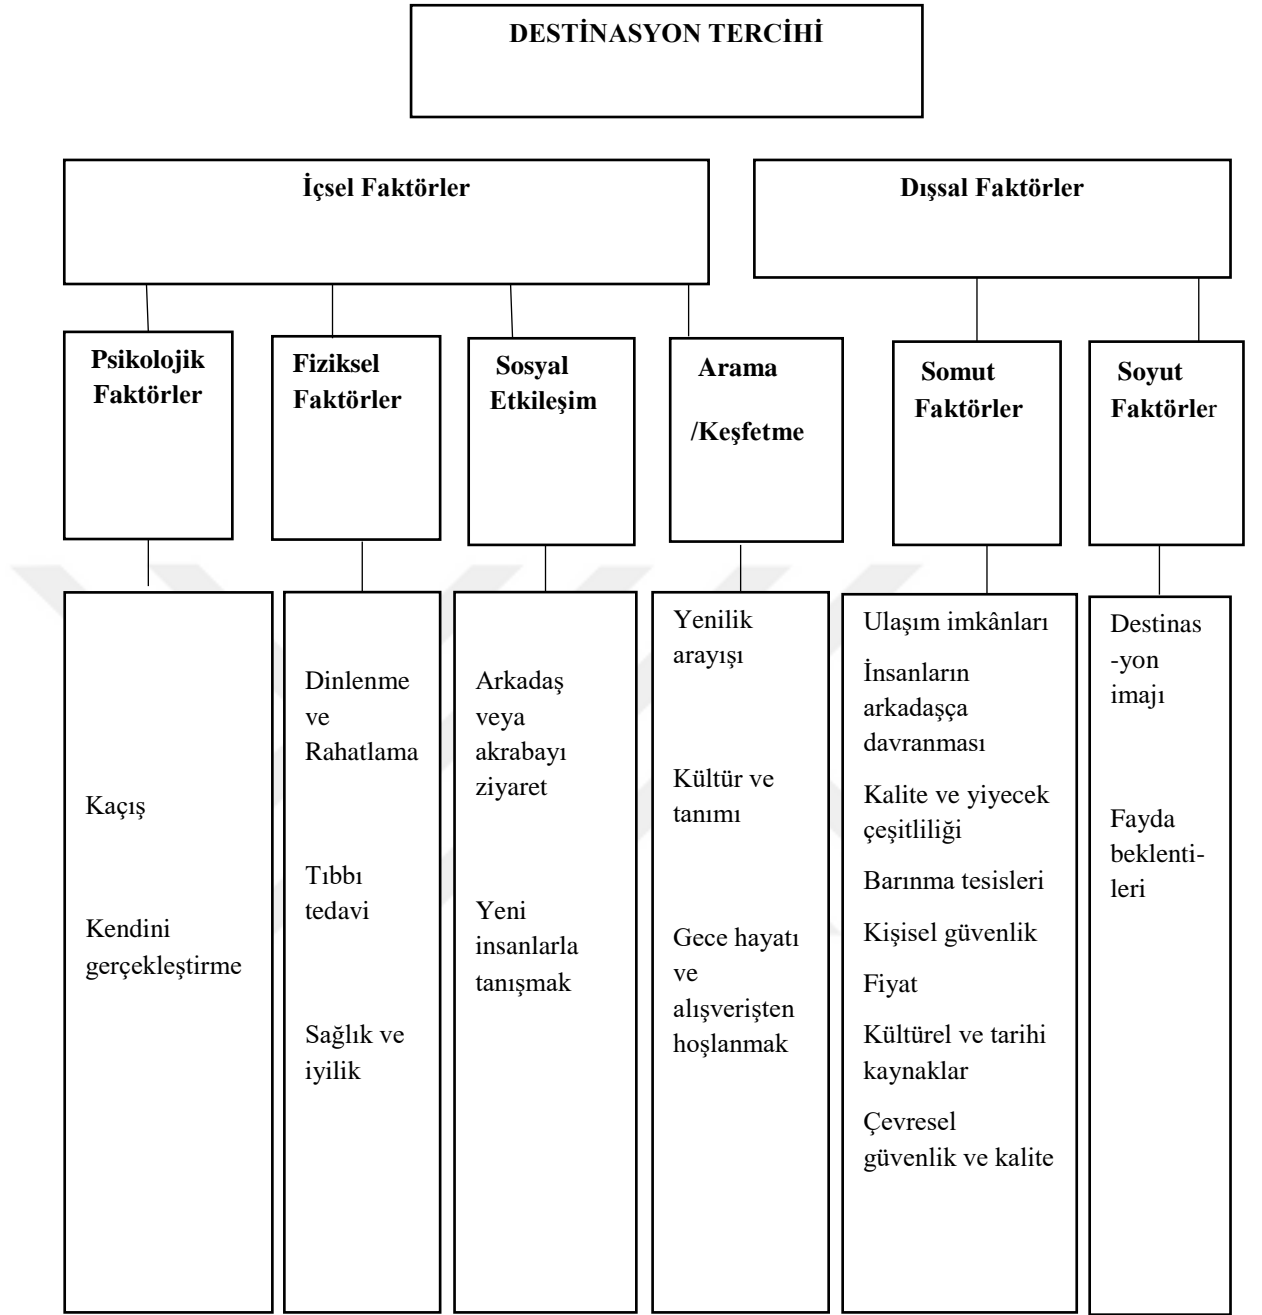 DESTİNASYON TERCİHİ
İçsel Faktörler
Dışsal Faktörler
Psikolojik
Faktörler
Fiziksel
Faktörler
Sosyal
Etkileşim
Arama
/Keşfetme
Somut
Faktörler
Soyut
Faktörler
Kaçış
Kendini
gerçekleştirme
Dinlenme
ve
Rahatlama
Tıbbı
tedavi
Sağlık ve
iyilik
Arkadaş
veya
akrabayı
ziyaret
Yeni
insanlarla
tanışmak
Yenilik
arayışı
Kültür ve
tanımı
Gece hayatı
ve
alışverişten
hoşlanmak
Ulaşım imkânları
İnsanların
arkadaşça
davranması
Kalite ve yiyecek
çeşitliliği
Barınma tesisleri
Kişisel güvenlik
Fiyat
Kültürel ve tarihi
kaynaklar
Çevresel
güvenlik ve kalite
Destinas
-yon
imajı
Fayda
beklenti-
leri